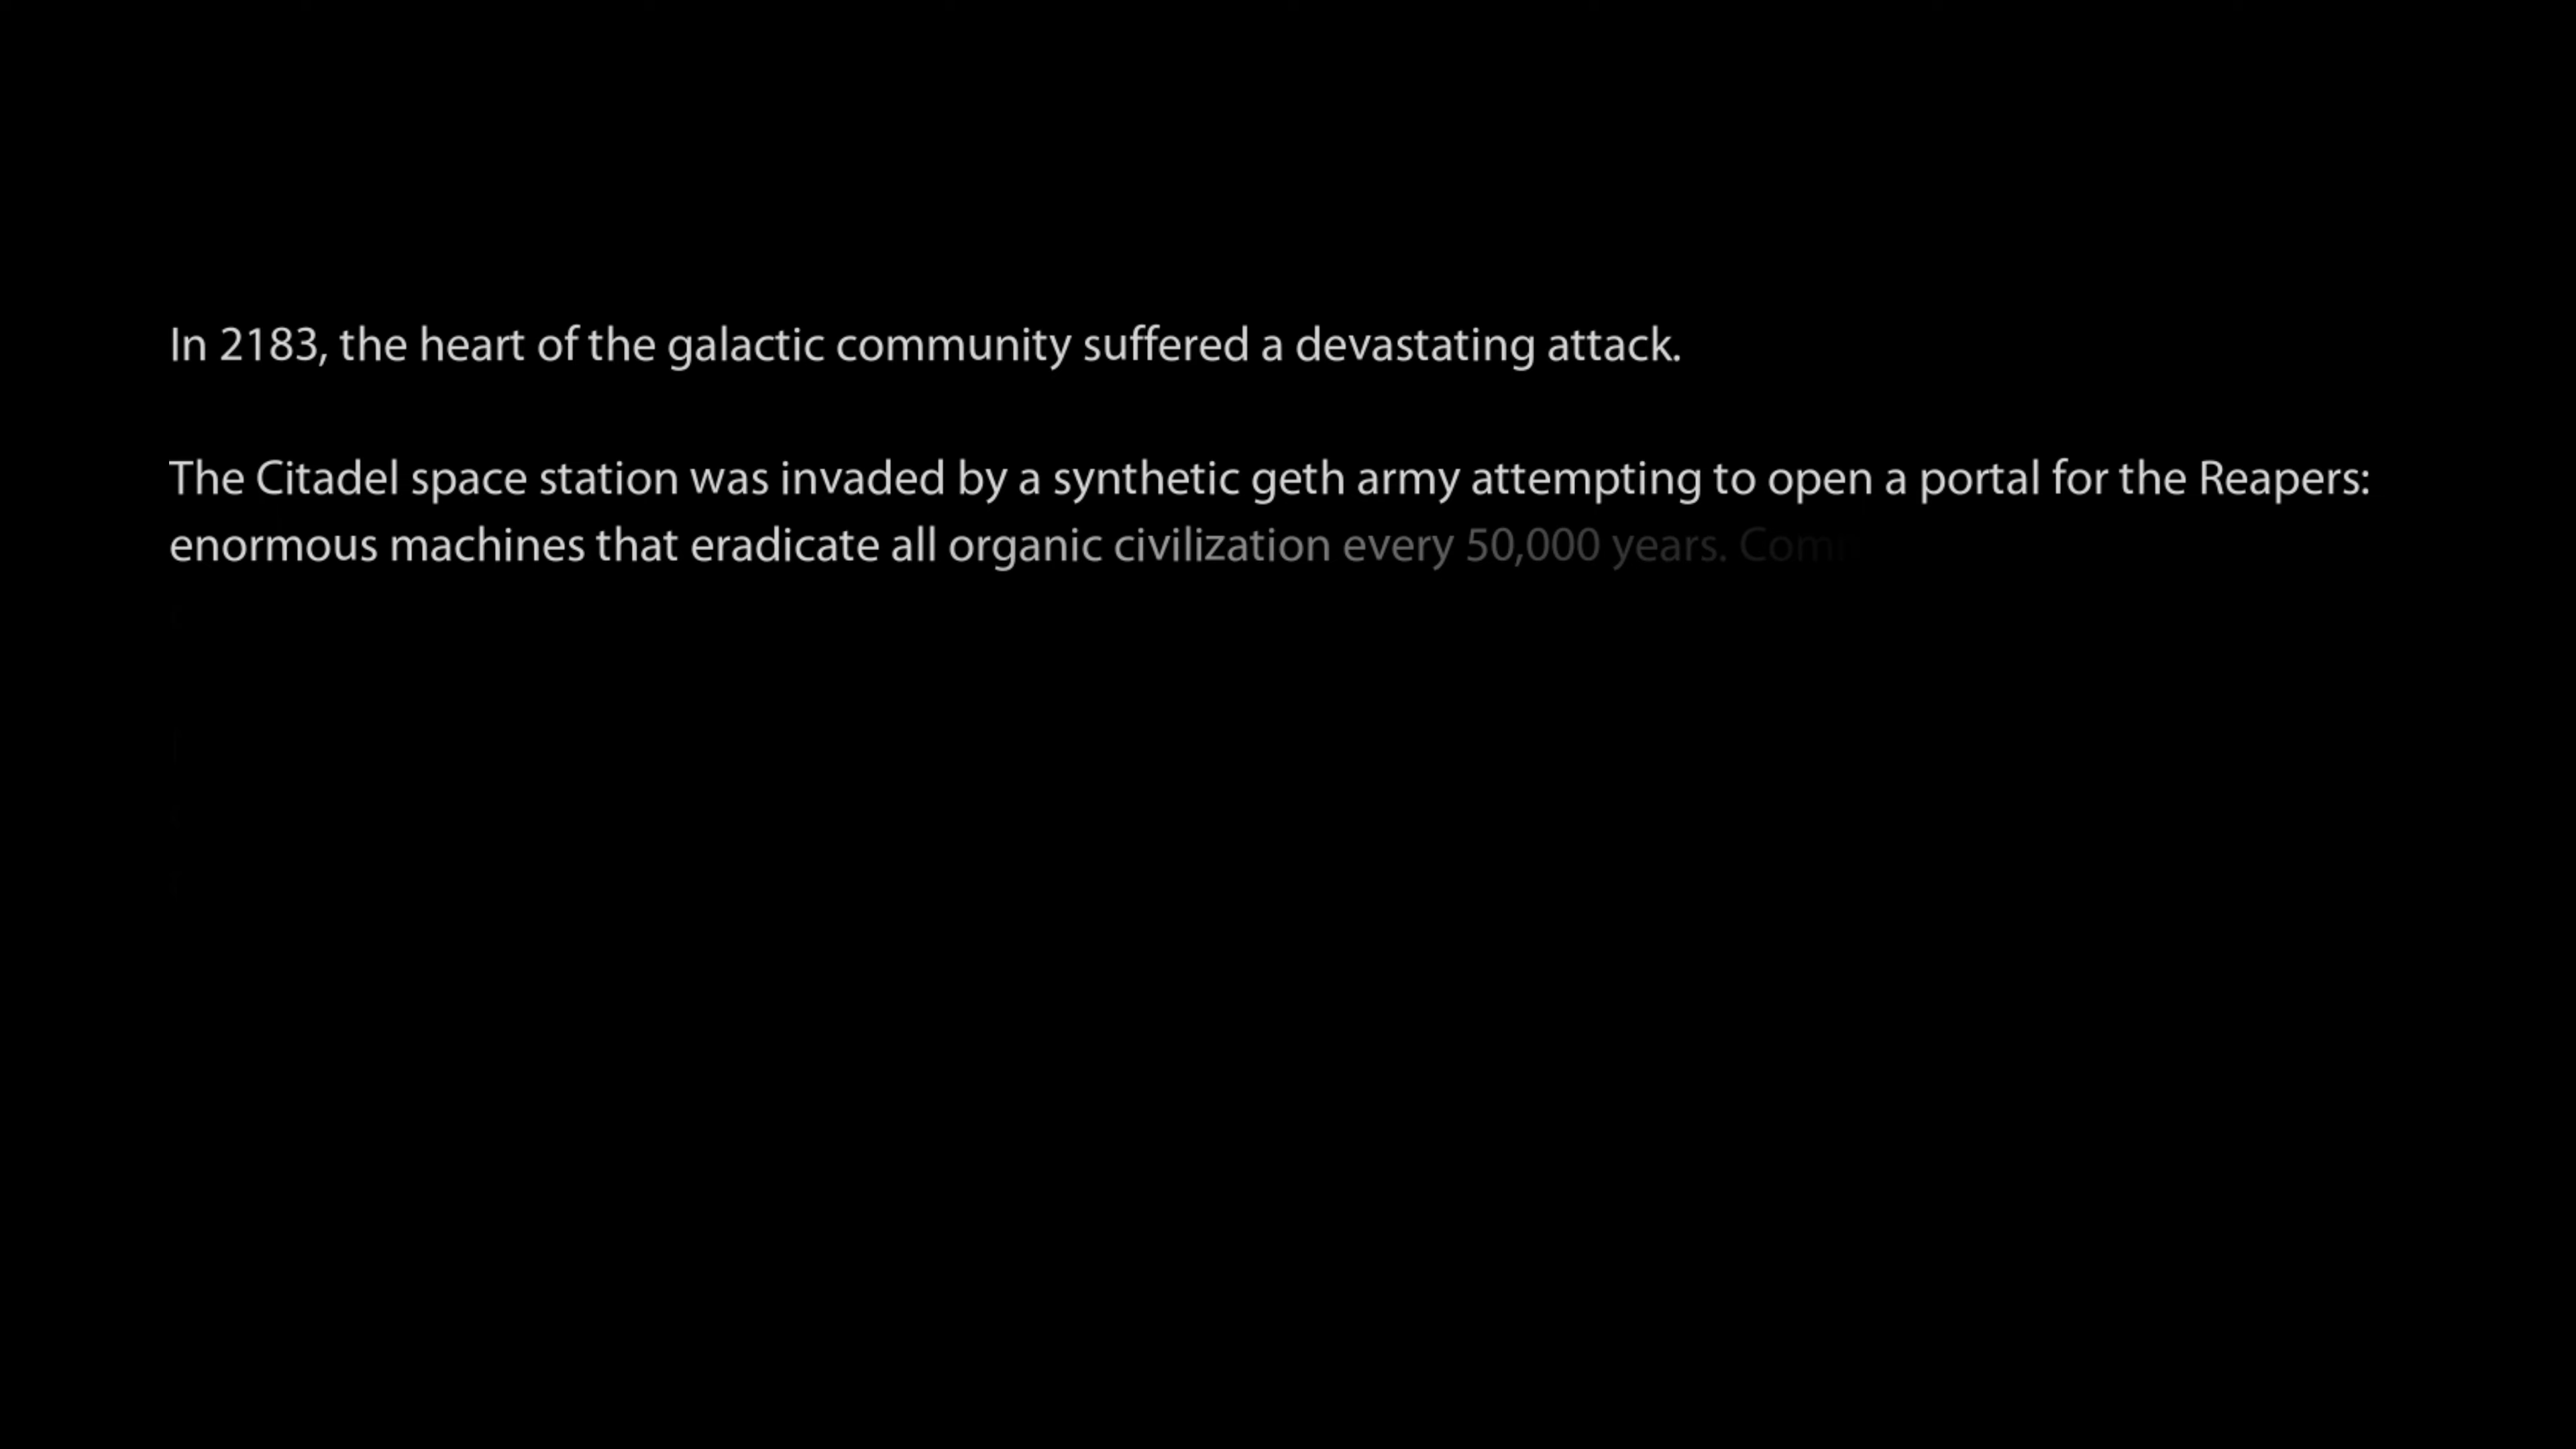 In 2183, the heart of the galactic community suffered a devastating attack.
The Citadel space station was invaded by a synthetic geth army attempting to open a portal for the Reapers:
enormous machines that eradicate all organic civilization every 50,000 years.